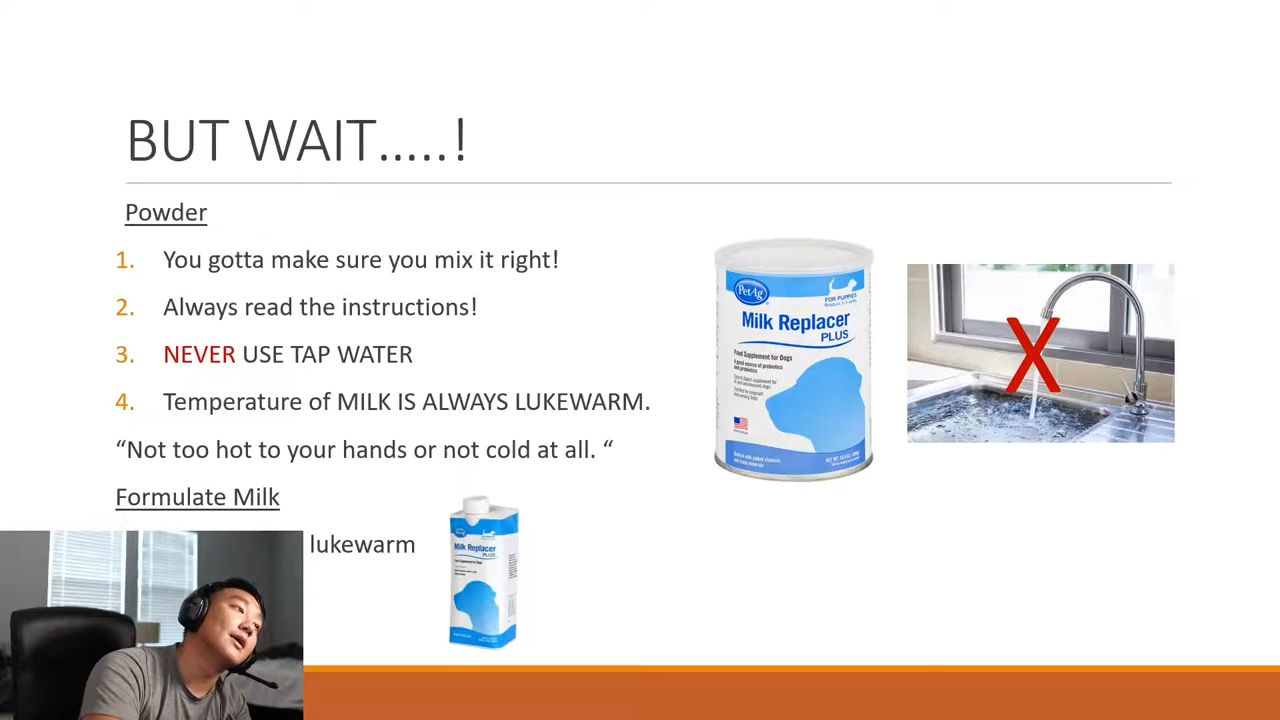 BUT WAIT…..!
Powder
1. You gotta make sure you mix it right!
2. Always read the instructions!
3. NEVER USE TAP WATER
4. Temperature of MILK IS ALWAYS LUKEWARM.
“Not too hot to your hands or not cold at all. “
Formulate Milk
lukewarm
PetAg
FOR PUPPIES
Milk Replacer
PLUS
Food Supplement for Dogs
X
Milk Replacer
PLUS